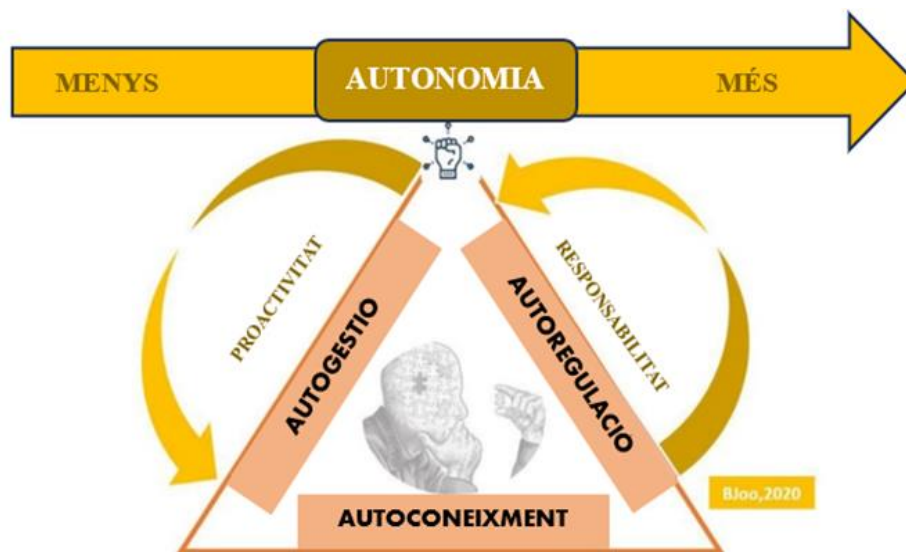 MENYS
AUTONOMIA
MÉS
PROACTIVITAT
AUTOGESTIO
AUTOREGULACIO
RESPONSABILITAT
AUTOCONEIXMENT
BJoo,2020